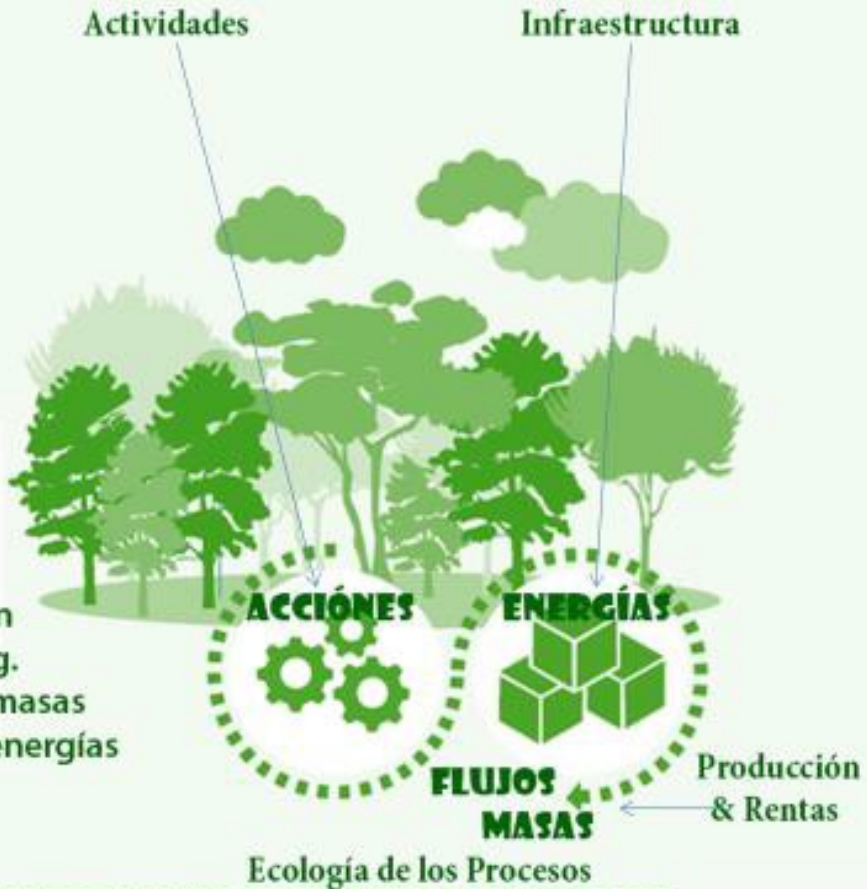 Actividades
Infraestructura
ACCIÓNES
ENERGÍAS
masas
energías
FLUJOS
MASAS
Producción
& Rentas
Ecología de los Procesos